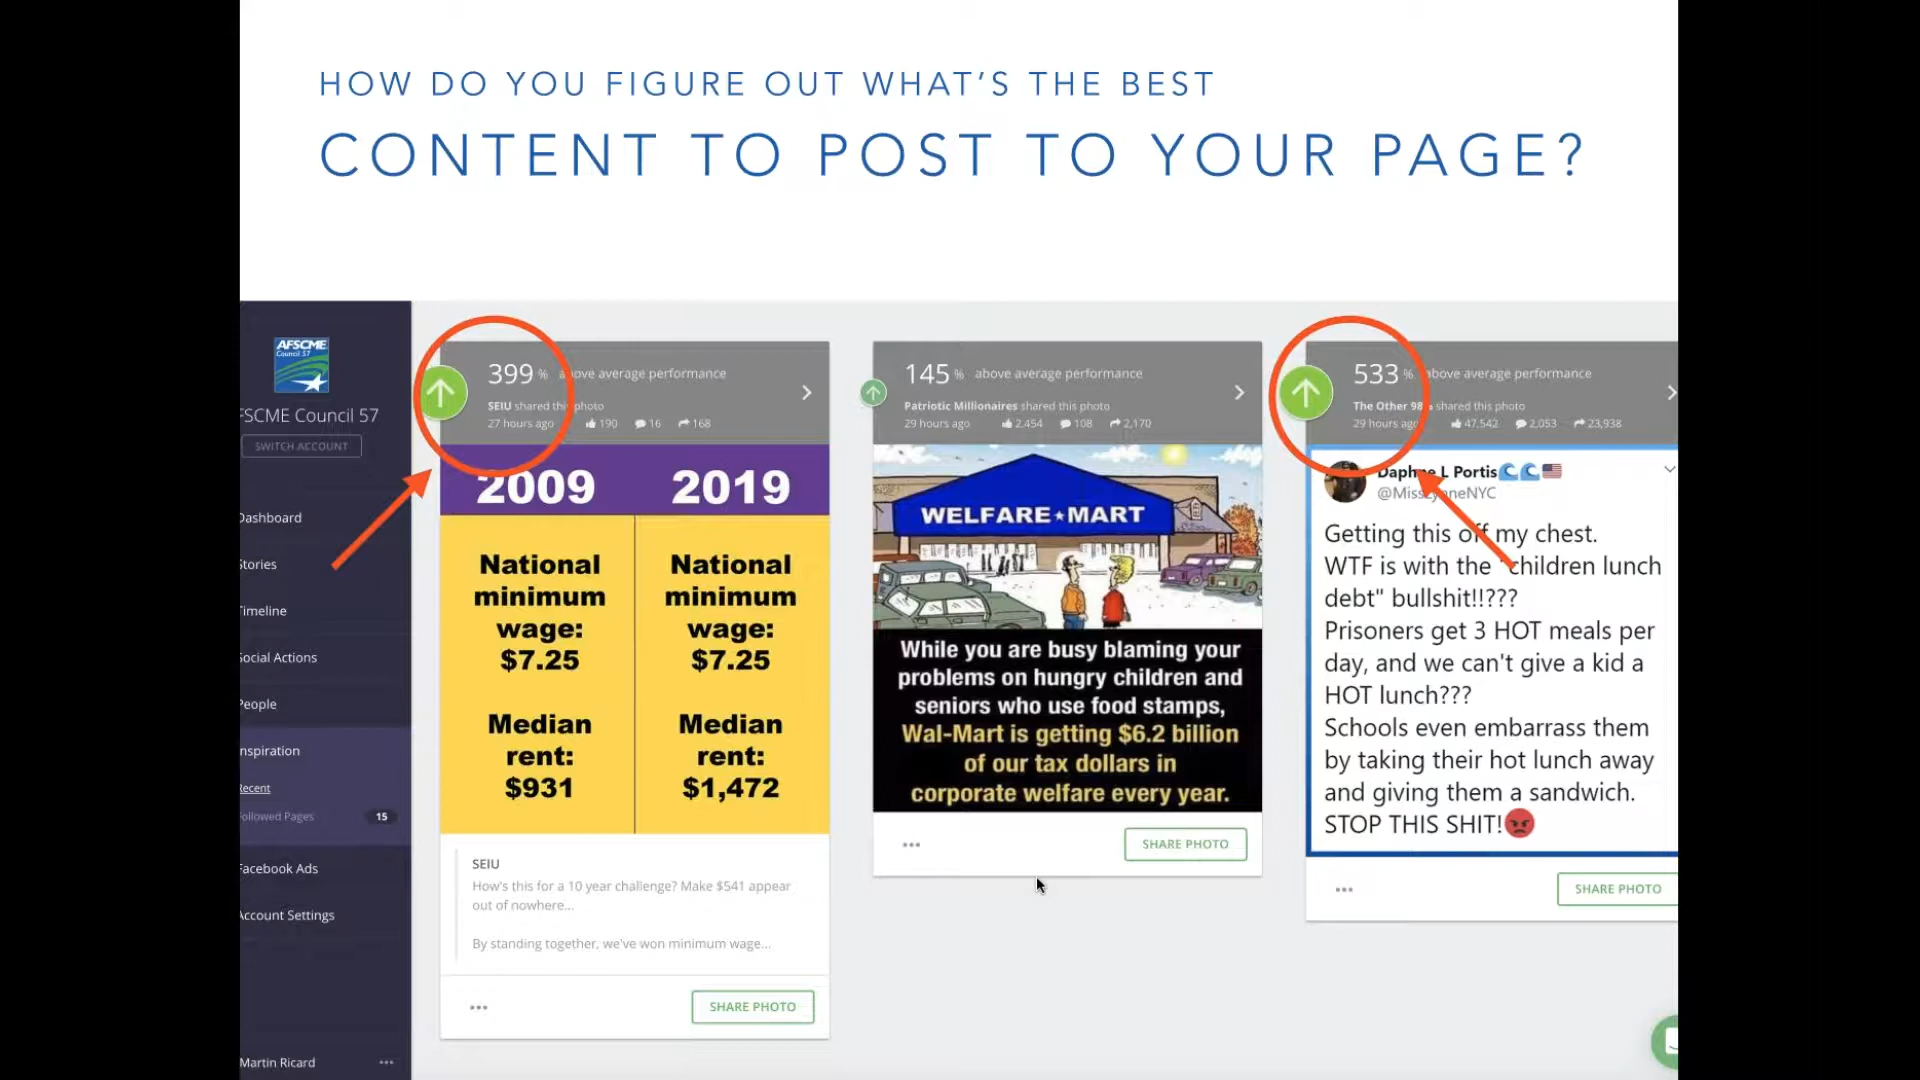 HOW DO YOU FIGURE OUT WHAT'S THE BEST
CONTENT TO POST TO YOUR PAGE?
AFSCME
Council 57
FSCME Council 57
SWITCH ACCOUNT
Dashboard
Stories
Timeline
Social Actions
People
Inspiration
Recent
Followed Pages 15
Facebook Ads
Account Settings
Martin Ricard
399 % above average performance
SEIU shared this photo
27 hours ago 190 16 168
2009 2019
National
minimum
wage:
$7.25
Median
rent:
$931
National
minimum
wage:
$7.25
Median
rent:
$1,472
SEIU
How's this for a 10 year challenge? Make $541 appear
out of nowhere...
By standing together, we've won minimum wage...
SHARE PHOTO
145 % above average performance
Patriotic Millionaires shared this photo
29 hours ago 2,454 108 2,170
WELFARE★MART
While you are busy blaming your
problems on hungry children and
seniors who use food stamps,
Wal-Mart is getting $6.2 billion
of our tax dollars in
corporate welfare every year.
SHARE PHOTO
533 % above average performance
The Other 98% shared this photo
29 hours ago 47,542 2,053 23,938
Daphne L Portis🌊🌊🇺🇸
@MissLynneNYC
Getting this off my chest.
WTF is with the "children lunch
debt" bullshit!!???
Prisoners get 3 HOT meals per
day, and we can't give a kid a
HOT lunch???
Schools even embarrass them
by taking their hot lunch away
and giving them a sandwich.
STOP THIS SHIT!😡
SHARE PHOTO